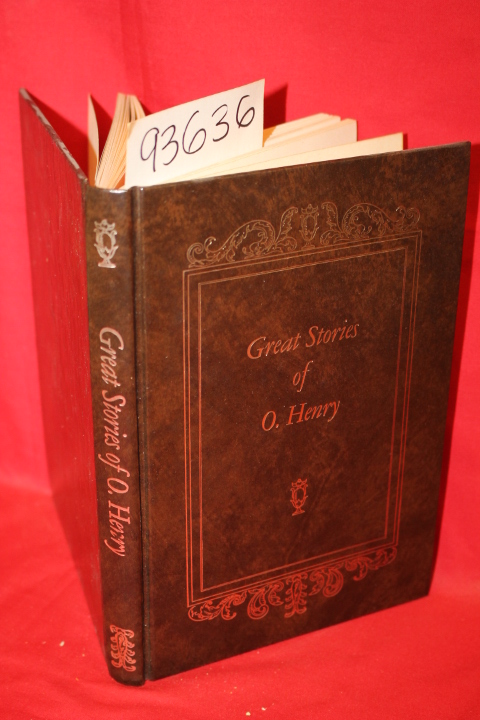 93636
Great Stories
of
O. Henry
Great Stories of O. Henry